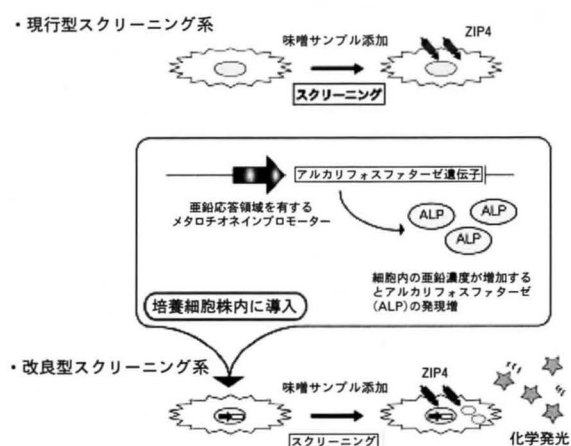 ・現行型スクリーニング系
味噌サンプル添加
ZIP4
スクリーニング
アルカリフォスファターゼ遺伝子
亜鉛応答領域を有する
メタロチオネインプロモーター
ALP
ALP
ALP
細胞内の亜鉛濃度が増加する
とアルカリフォスファターゼ
(ALP)の発現増
培養細胞株内に導入
・改良型スクリーニング系
味噌サンプル添加
ZIP4
スクリーニング
化学発光